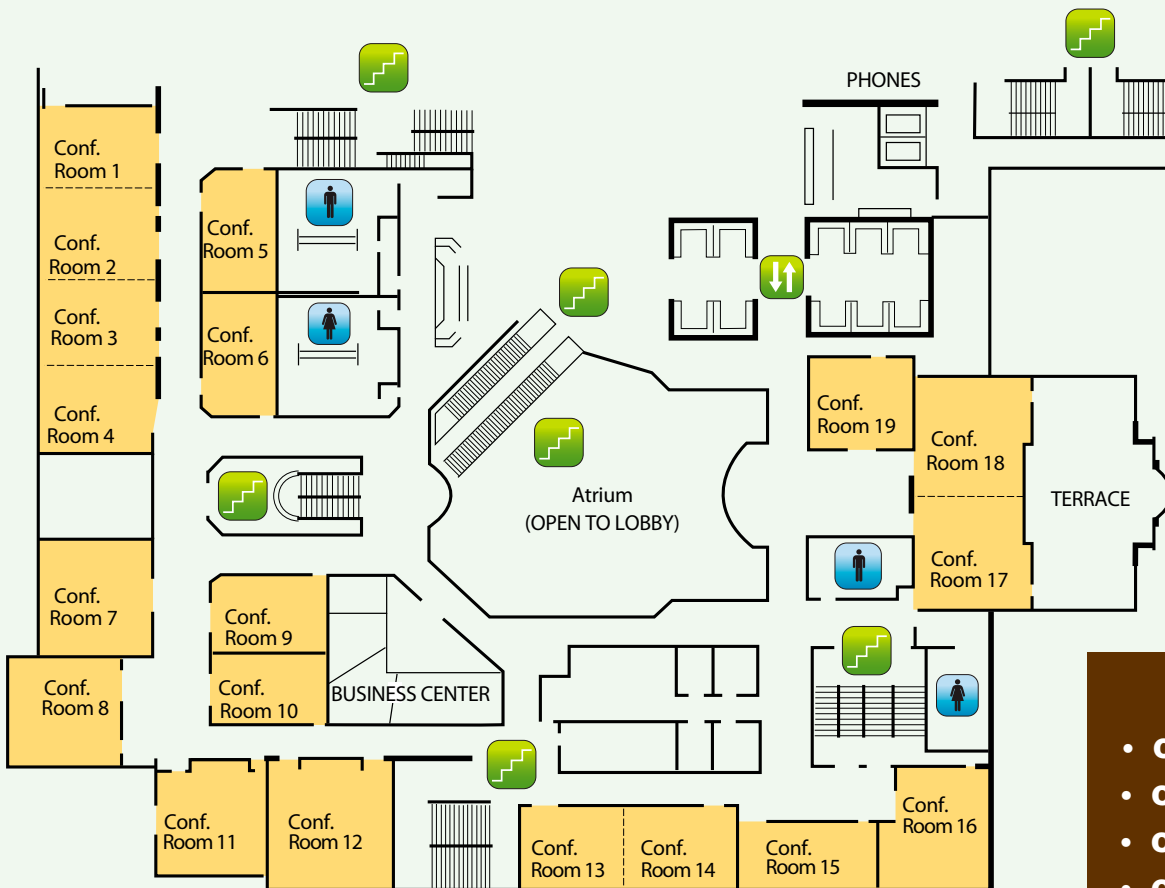 PHONES
Conf.
Room 1
Conf.
Room 2
Conf.
Room 3
Conf.
Room 4
Conf.
Room 5
Conf.
Room 6
Conf.
Room 19
Conf.
Room 18
Conf.
Room 17
TERRACE
Atrium
(OPEN TO LOBBY)
Conf.
Room 7
Conf.
Room 8
Conf.
Room 9
Conf.
Room 10
BUSINESS CENTER
Conf.
Room 11
Conf.
Room 12
Conf.
Room 13
Conf.
Room 14
Conf.
Room 15
Conf.
Room 16